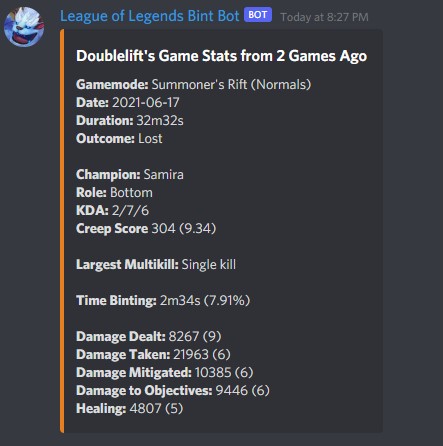 League of Legends Bint Bot BOT Today at 8:27 PM
Doublelift's Game Stats from 2 Games Ago
Gamemode: Summoner's Rift (Normals)
Date: 2021-06-17
Duration: 32m32s
Outcome: Lost
Champion: Samira
Role: Bottom
KDA: 2/7/6
Creep Score 304 (9.34)
Largest Multikill: Single kill
Time Binting: 2m34s (7.91%)
Damage Dealt: 8267 (9)
Damage Taken: 21963 (6)
Damage Mitigated: 10385 (6)
Damage to Objectives: 9446 (6)
Healing: 4807 (5)